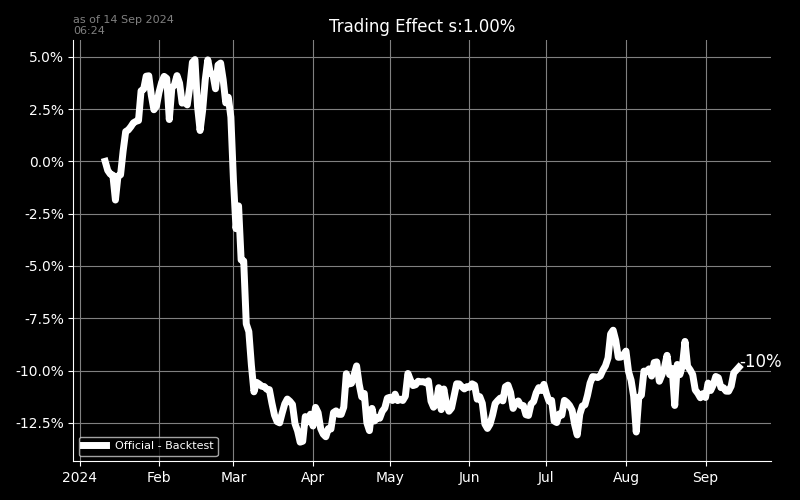 as of 14 Sep 2024
06:24
Trading Effect s:1.00%
5.0%
2.5%
0.0%
-2.5%
-5.0%
-7.5%
-10.0%
-12.5%
-10%
Official - Backtest
2024 Feb Mar Apr May Jun Jul Aug Sep